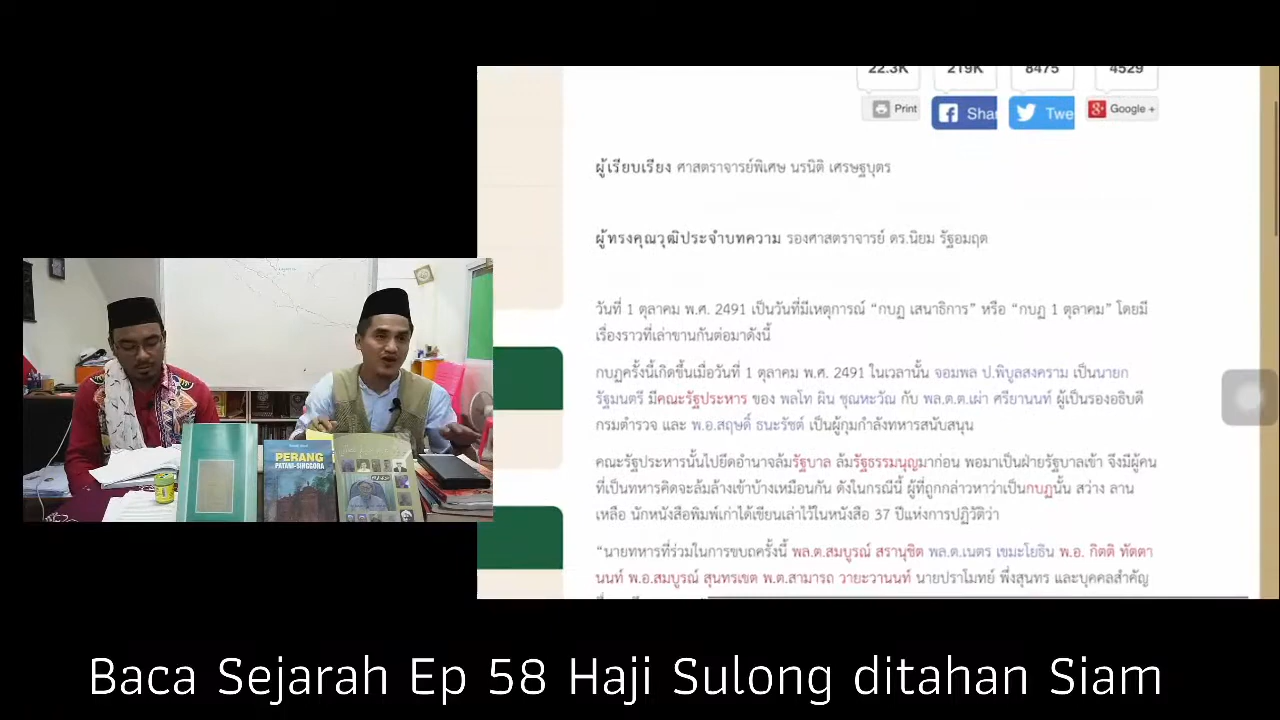 22.3K 219K 8475 4529
Print Shar Twe Google +
ผู้เรียบเรียง ศาสตราจารย์พิเศษ นรนิติ เศรษฐบุตร
ผู้ทรงคุณวุฒิประจำบทความ รองศาสตราจารย์ ดร.นิยม รัฐอมฤต
วันที่ 1 ตุลาคม พ.ศ. 2491 เป็นวันที่มีเหตุการณ์ “กบฏ เสนาธิการ” หรือ “กบฏ 1 ตุลาคม” โดยมี
เรื่องราวที่เล่าขานกันต่อมาดังนี้
กบฏครั้งนี้เกิดขึ้นเมื่อวันที่ 1 ตุลาคม พ.ศ. 2491 ในเวลานั้น จอมพล ป.พิบูลสงคราม เป็นนายก
รัฐมนตรี มีคณะรัฐประหาร ของ พลโท ผิน ชุณหะวัณ กับ พล.ต.ต.เผ่า ศรียานนท์ ผู้เป็นรองอธิบดี
กรมตำรวจ และ พ.อ.สฤษดิ์ ธนะรัชต์ เป็นผู้กุมกำลังทหารสนับสนุน
คณะรัฐประหารนั้นไปยึดอำนาจล้มรัฐบาล ล้มรัฐธรรมนุญมาก่อน พอมาเป็นฝ่ายรัฐบาลเข้า จึงมีผู้คน
ที่เป็นทหารคิดจะล้มล้างเข้าบ้างเหมือนกัน ดังในกรณีนี้ ผู้ที่ถูกกล่าวหาว่าเป็นกบฏนั้น สว่าง ลาน
เหลือ นักหนังสือพิมพ์เก่าได้เขียนเล่าไว้ในหนังสือ 37 ปีแห่งการปฏิวัติว่า
“นายทหารที่ร่วมในการขบถครั้งนี้ พล.ต.สมบูรณ์ สรานุชิต พล.ต.เนตร เขมะโยธิน พ.อ. กิตติ ทัตตา
นนท์ พ.อ.สมบูรณ์ สุนทรเขต พ.ต.สามารถ วายะวานนท์ นายปราโมทย์ พึ่งสุนทร และบุคคลสำคัญ
PERANG
PATANI-SINGGORA
Baca Sejarah Ep 58 Haji Sulong ditahan Siam